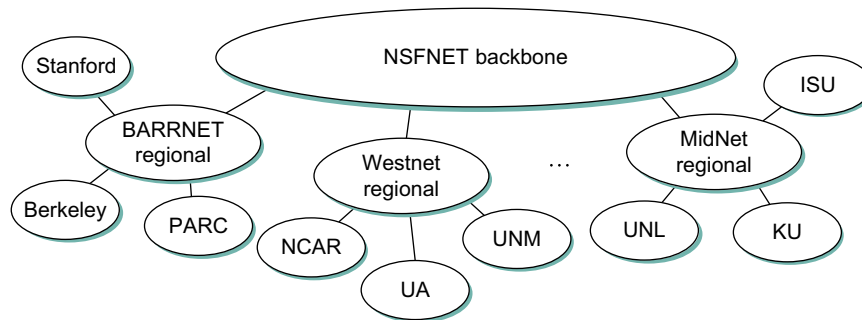 NSFNET backbone
Stanford
ISU
BARRNET
regional
MidNet
regional
Westnet
regional
...
Berkeley
PARC
NCAR
UNM
UNL
KU
UA